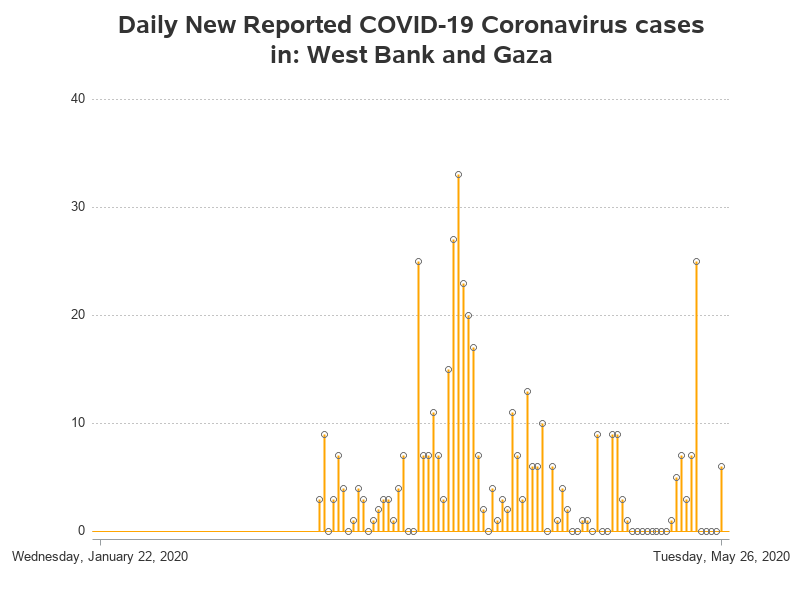 Daily New Reported COVID-19 Coronavirus cases
in: West Bank and Gaza
40
30
20
10
0
Wednesday, January 22, 2020
Tuesday, May 26, 2020